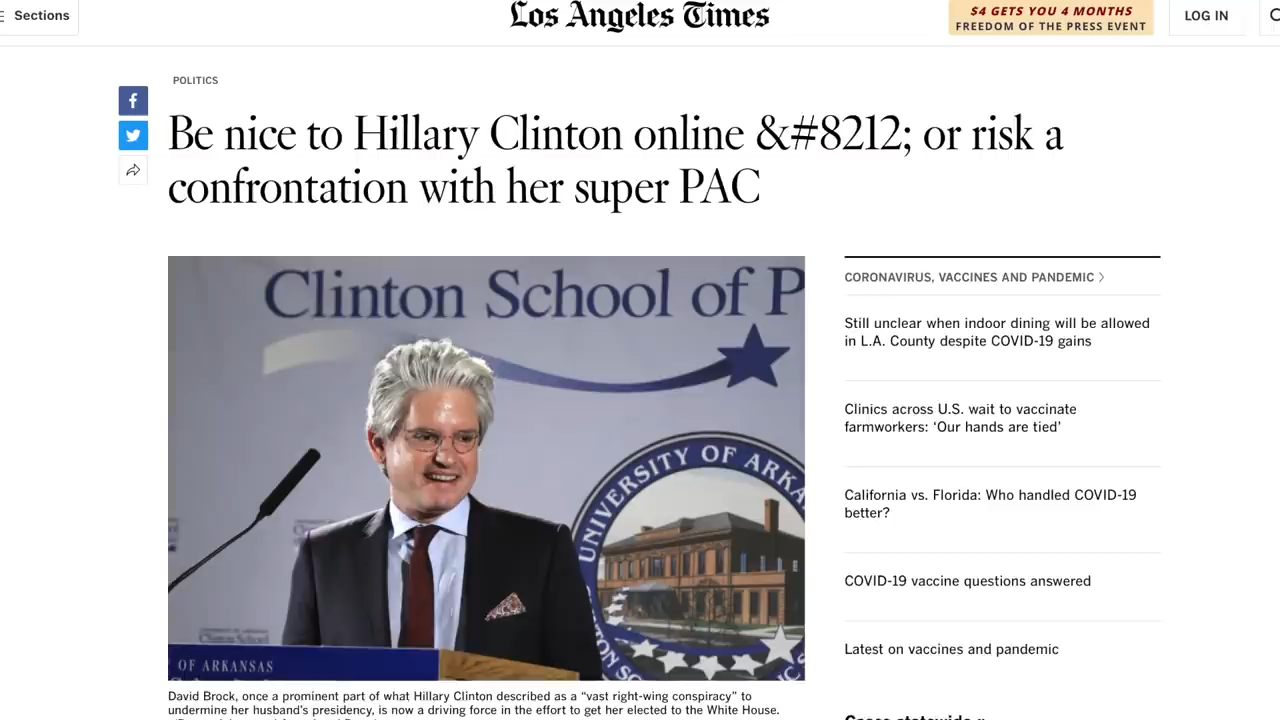 Sections
Los Angeles Times
$4 GETS YOU 4 MONTHS
FREEDOM OF THE PRESS EVENT
LOG IN
POLITICS
Be nice to Hillary Clinton online &#8212; or risk a
confrontation with her super PAC
Clinton School of P
UNIVERSITY OF ARKA
OF ARKANSAS
CORONAVIRUS, VACCINES AND PANDEMIC
Still unclear when indoor dining will be allowed
in L.A. County despite COVID-19 gains
Clinics across U.S. wait to vaccinate
farmworkers: ‘Our hands are tied’
California vs. Florida: Who handled COVID-19
better?
COVID-19 vaccine questions answered
Latest on vaccines and pandemic
David Brock, once a prominent part of what Hillary Clinton described as a “vast right-wing conspiracy” to
undermine her husband’s presidency, is now a driving force in the effort to get her elected to the White House.